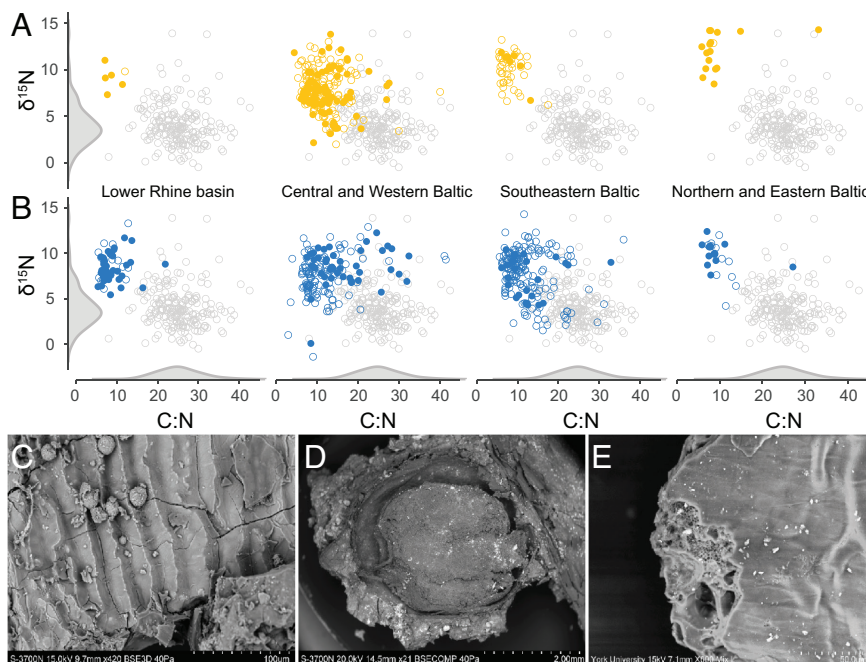 A
15
10
5
0
δ15N
Lower Rhine basin
Central and Western Baltic
Southeastern Baltic
Northern and Eastern Baltic
B
15
10
5
0
δ15N
0 10 20 30 40
0 10 20 30 40
0 10 20 30 40
0 10 20 30 40
C:N
C:N
C:N
C:N
C
D
E
S-3700N 15.0kV 9.7mm x420 BSE3D 40Pa
100um
S-3700N 20.0kV 14.5mm x21 BSECOMP 40Pa
2.00mm
York University 15kV 7.1mm